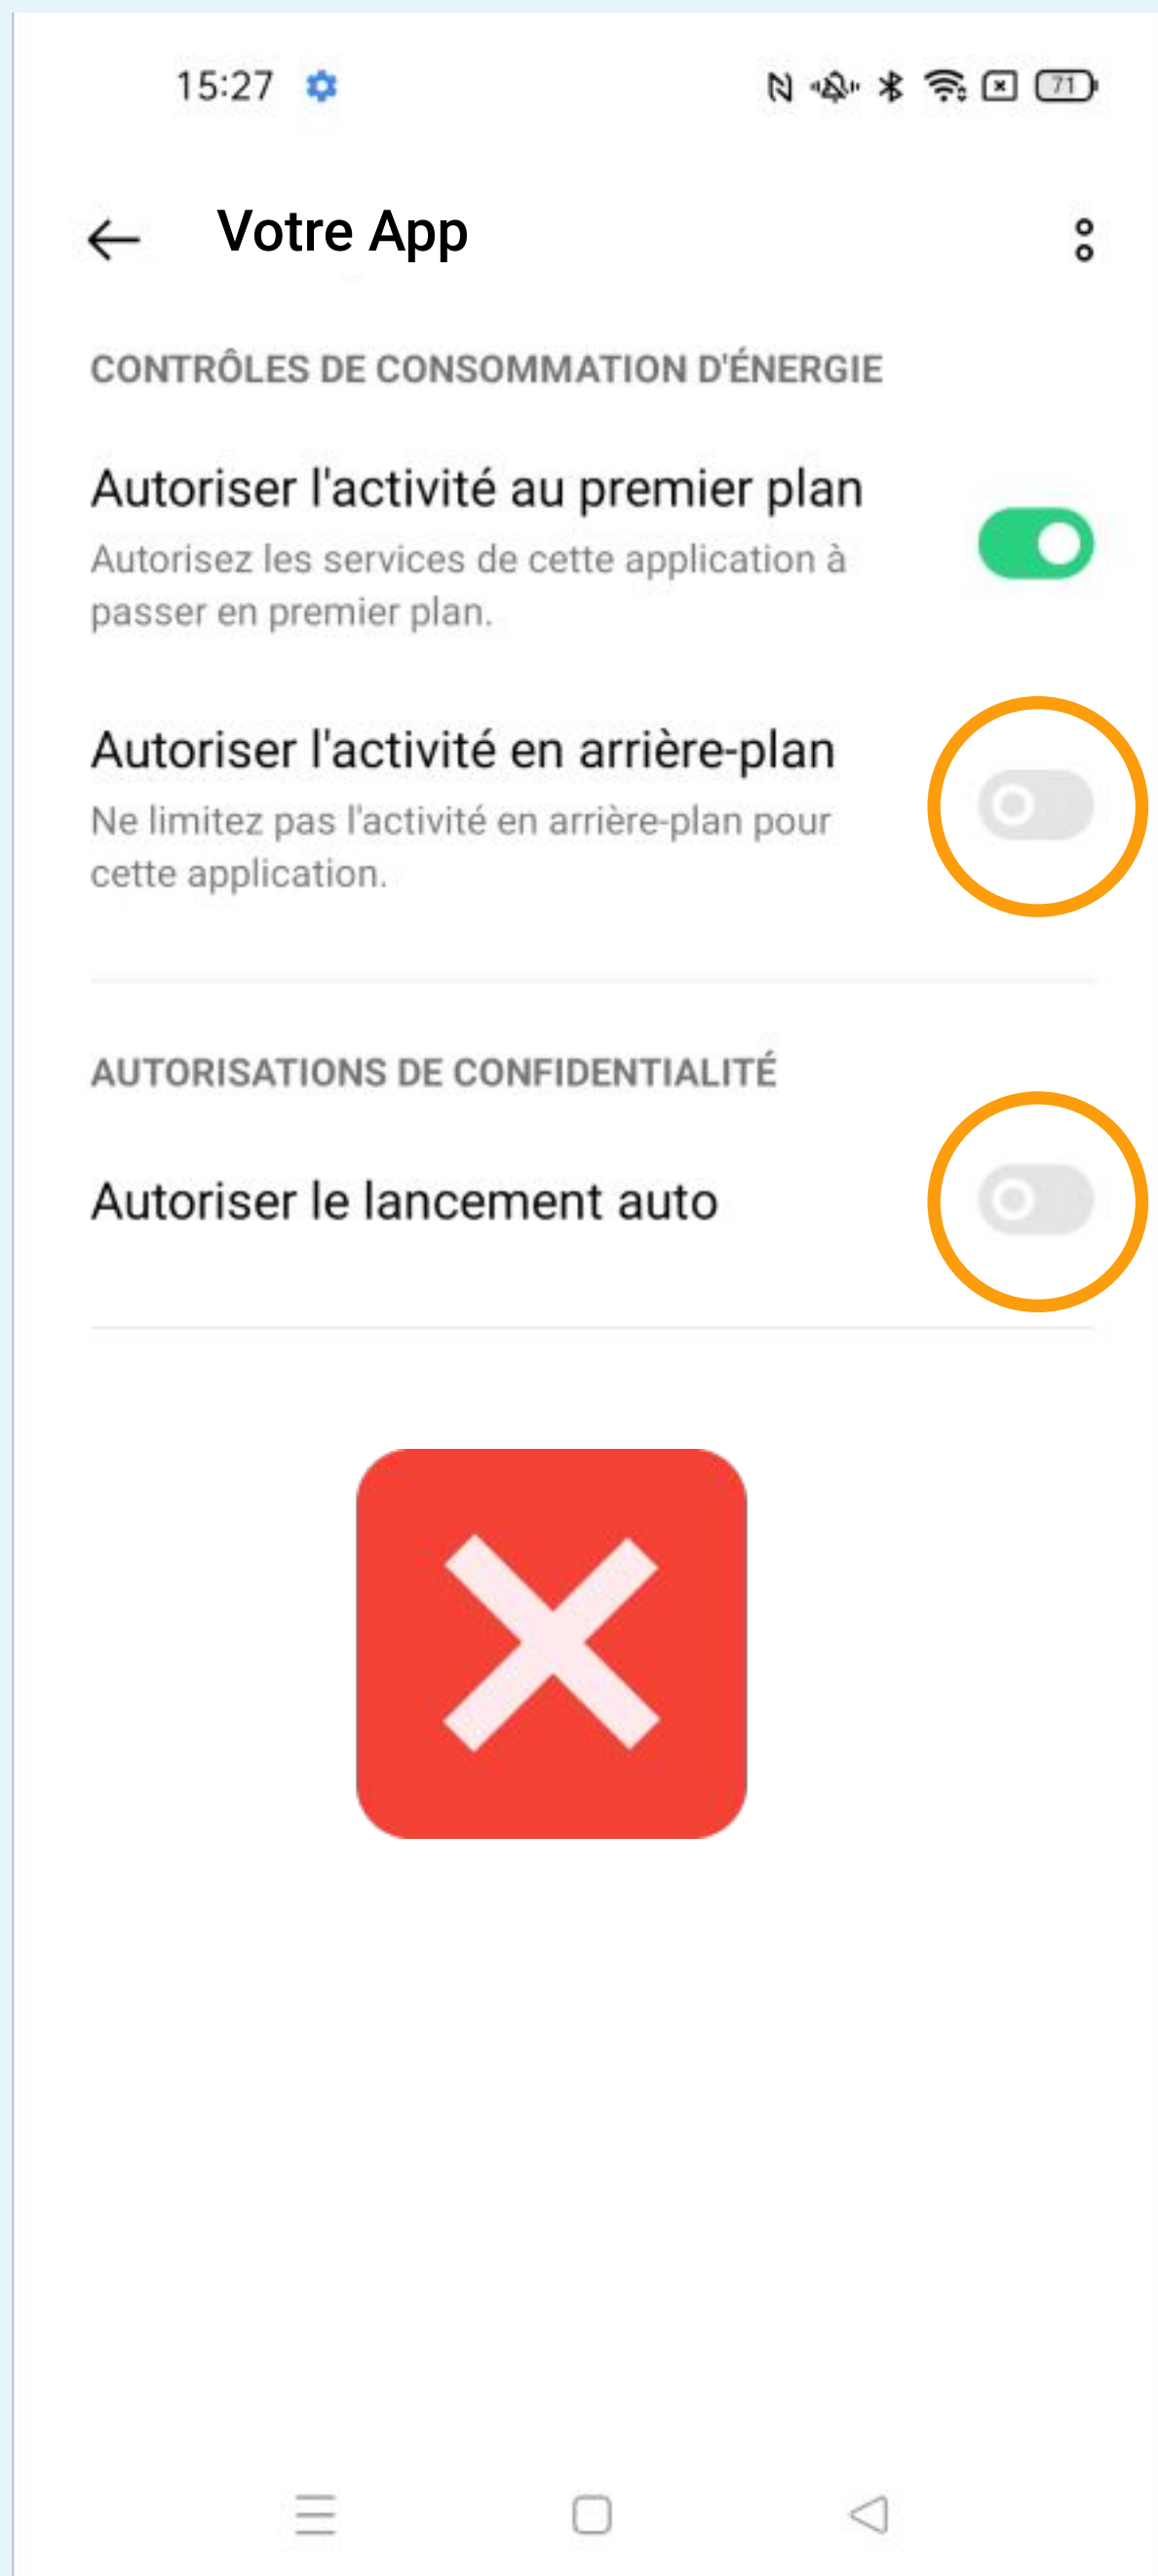 15:27
71
Votre App
CONTRÔLES DE CONSOMMATION D'ÉNERGIE
Autoriser l'activité au premier plan
Autorisez les services de cette application à
passer en premier plan.
Autoriser l'activité en arrière-plan
Ne limitez pas l'activité en arrière-plan pour
cette application.
AUTORISATIONS DE CONFIDENTIALITÉ
Autoriser le lancement auto